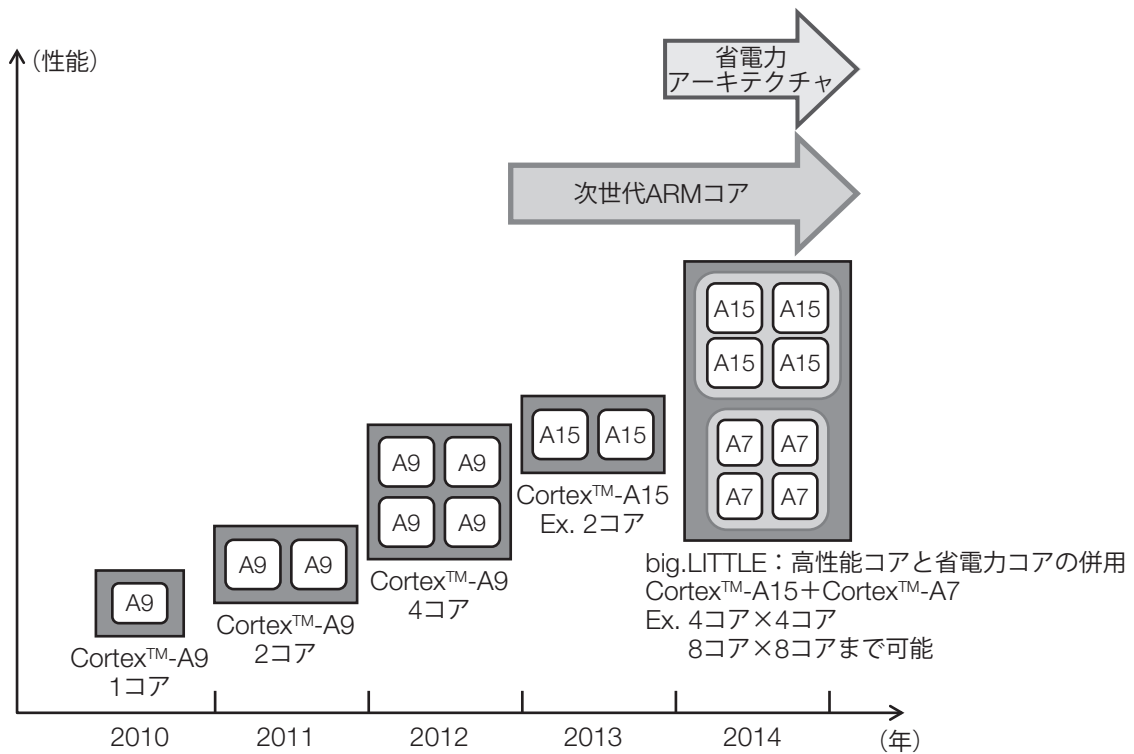 （性能）
省電力
アーキテクチャ
次世代ARMコア
A9
Cortex™-A9
1コア
A9 A9
Cortex™-A9
2コア
A9 A9
A9 A9
Cortex™-A9
4コア
A15 A15
Cortex™-A15
Ex. 2コア
A15 A15
A15 A15
A7 A7
A7 A7
big.LITTLE：高性能コアと省電力コアの併用
Cortex™-A15＋Cortex™-A7
Ex. 4コア×4コア
8コア×8コアまで可能
2010 2011 2012 2013 2014 （年）